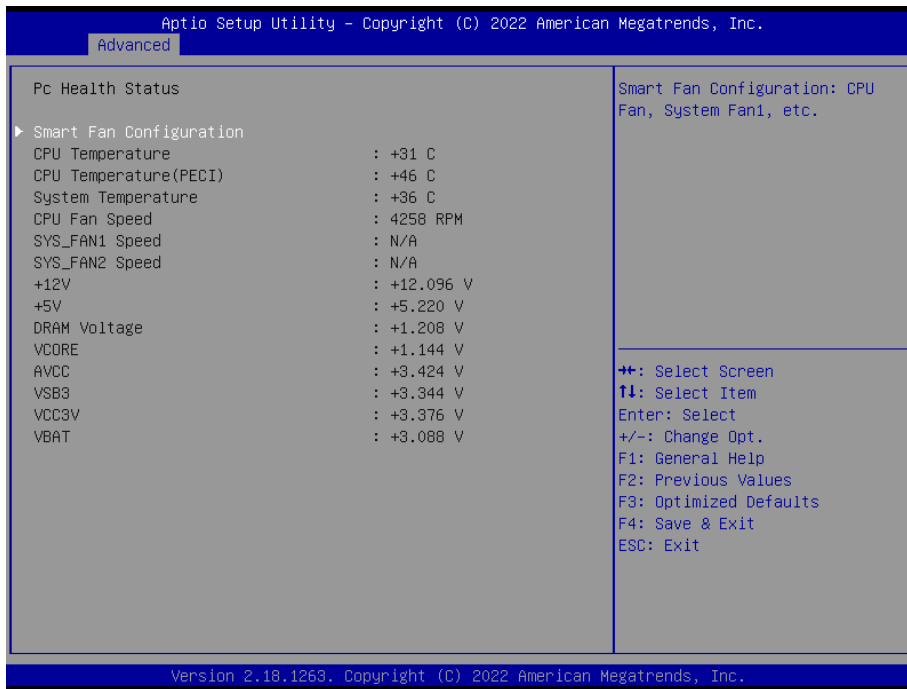 Aptio Setup Utility – Copyright (C) 2022 American Megatrends, Inc.
Advanced
Pc Health Status
▶ Smart Fan Configuration
CPU Temperature : +31 C
CPU Temperature(PECI) : +46 C
System Temperature : +36 C
CPU Fan Speed : 4258 RPM
SYS_FAN1 Speed : N/A
SYS_FAN2 Speed : N/A
+12V : +12.096 V
+5V : +5.220 V
DRAM Voltage : +1.208 V
VCORE : +1.144 V
AVCC : +3.424 V
VSB3 : +3.344 V
VCC3V : +3.376 V
VBAT : +3.088 V
Smart Fan Configuration: CPU
Fan, System Fan1, etc.
→←: Select Screen
↑↓: Select Item
Enter: Select
+/-: Change Opt.
F1: General Help
F2: Previous Values
F3: Optimized Defaults
F4: Save & Exit
ESC: Exit
Version 2.18.1263. Copyright (C) 2022 American Megatrends, Inc.